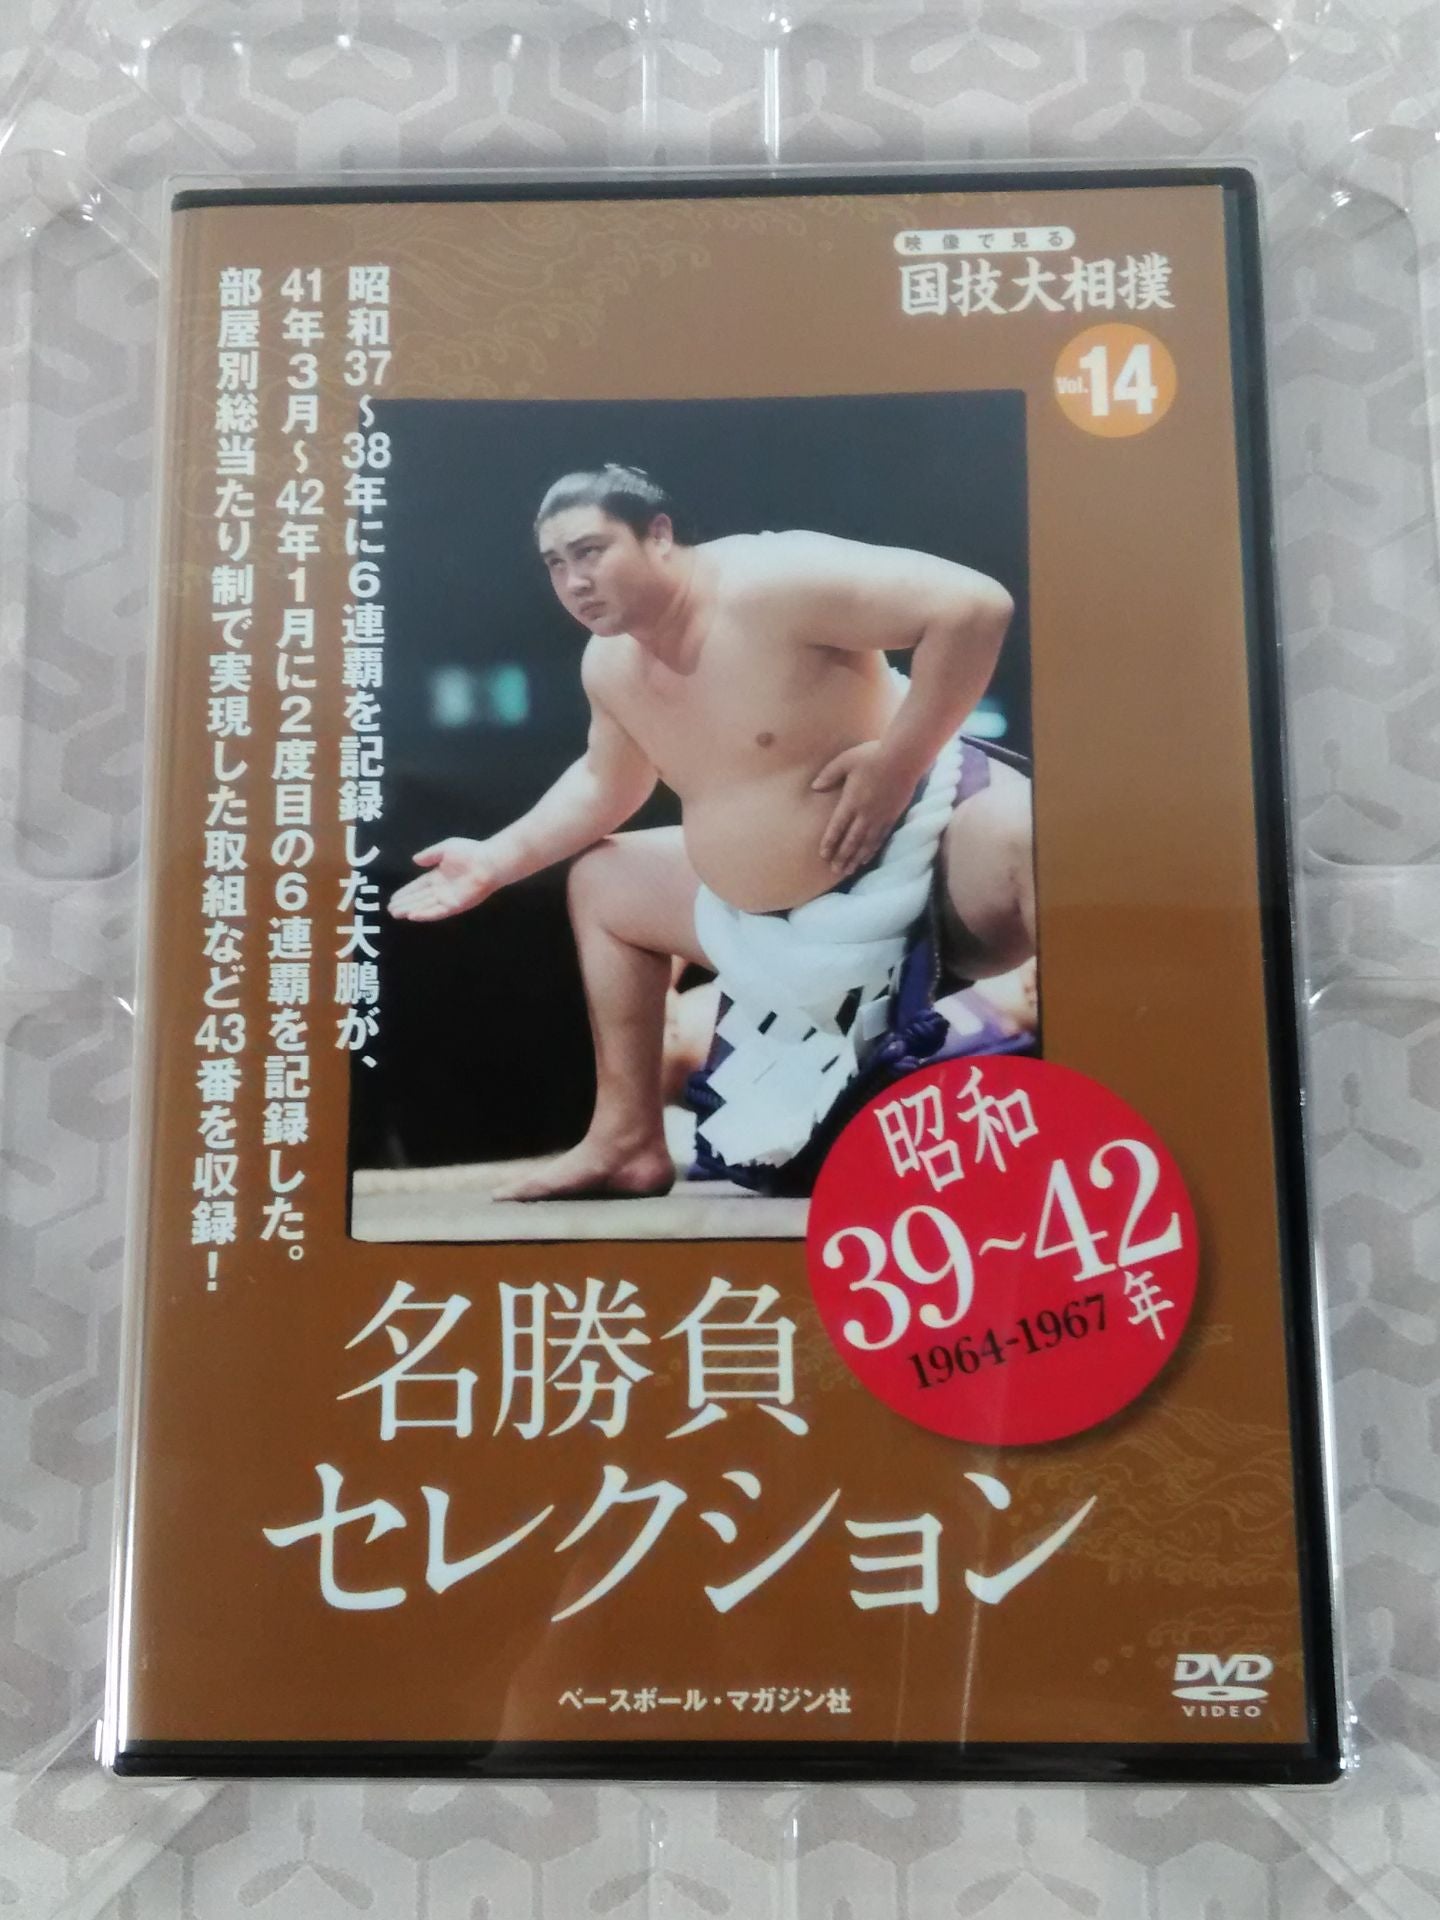 映像で見る
国技大相撲
Vol.14
昭和37〜38年に6連覇を記録した大鵬が、
41年3月〜42年1月に2度目の6連覇を記録した。
部屋別総当たり制で実現した取組など43番を収録！
昭和
39〜42年
1964-1967
名勝負
セレクション
ベースボール・マガジン社
DVD
VIDEO